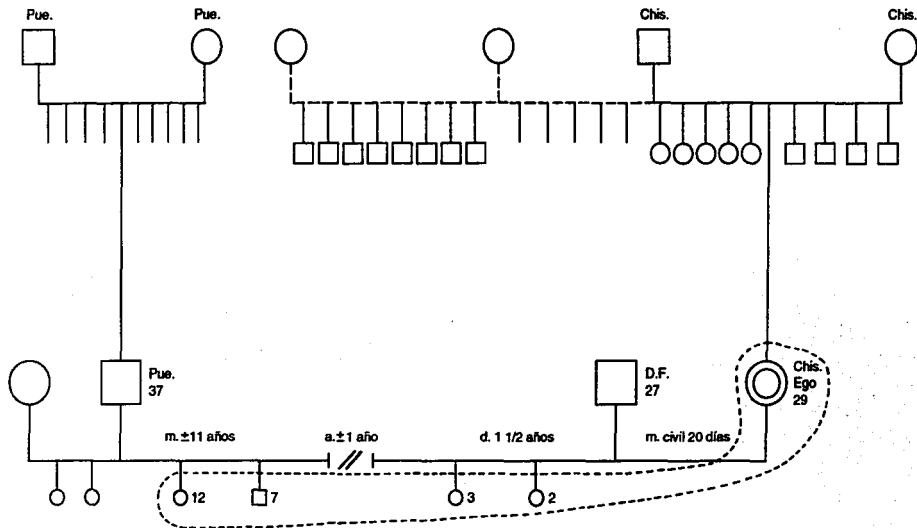 Pue.
Pue.
Chis.
Chis.
Pue.
37
D.F.
27
Chis.
Ego
29
m. ±11 años
a.±1 año
d. 1 1/2 años
m. civil 20 días
12
7
3
2